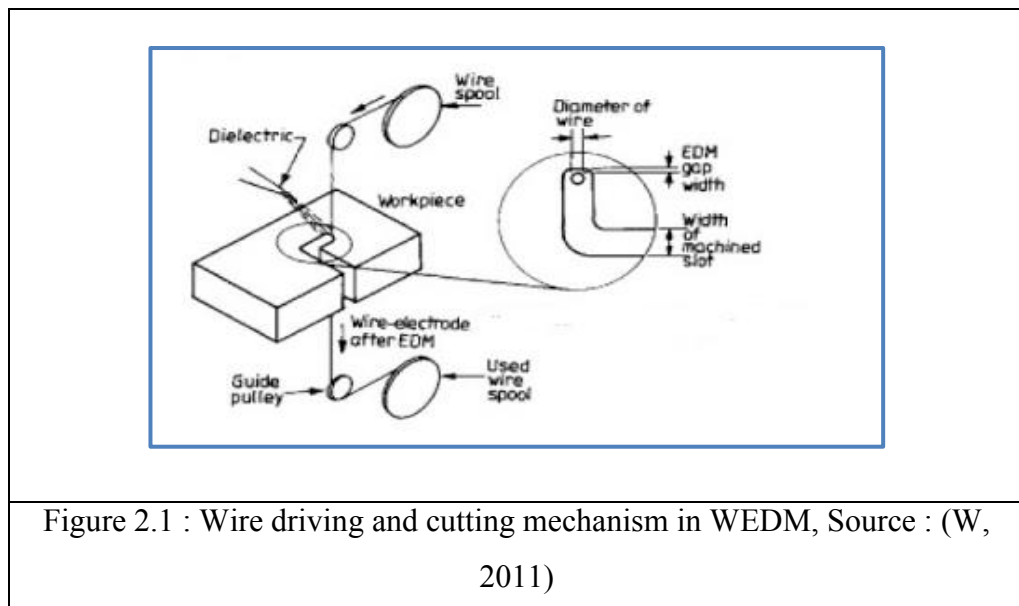 Wire
spool
Dielectric
Workpiece
Wire-electrode
after EDM
Guide
pulley
Used
wire
spool
Diameter of
wire
EDM
gap
width
Width
of
machined
slot
Figure 2.1 : Wire driving and cutting mechanism in WEDM, Source : (W,
2011)